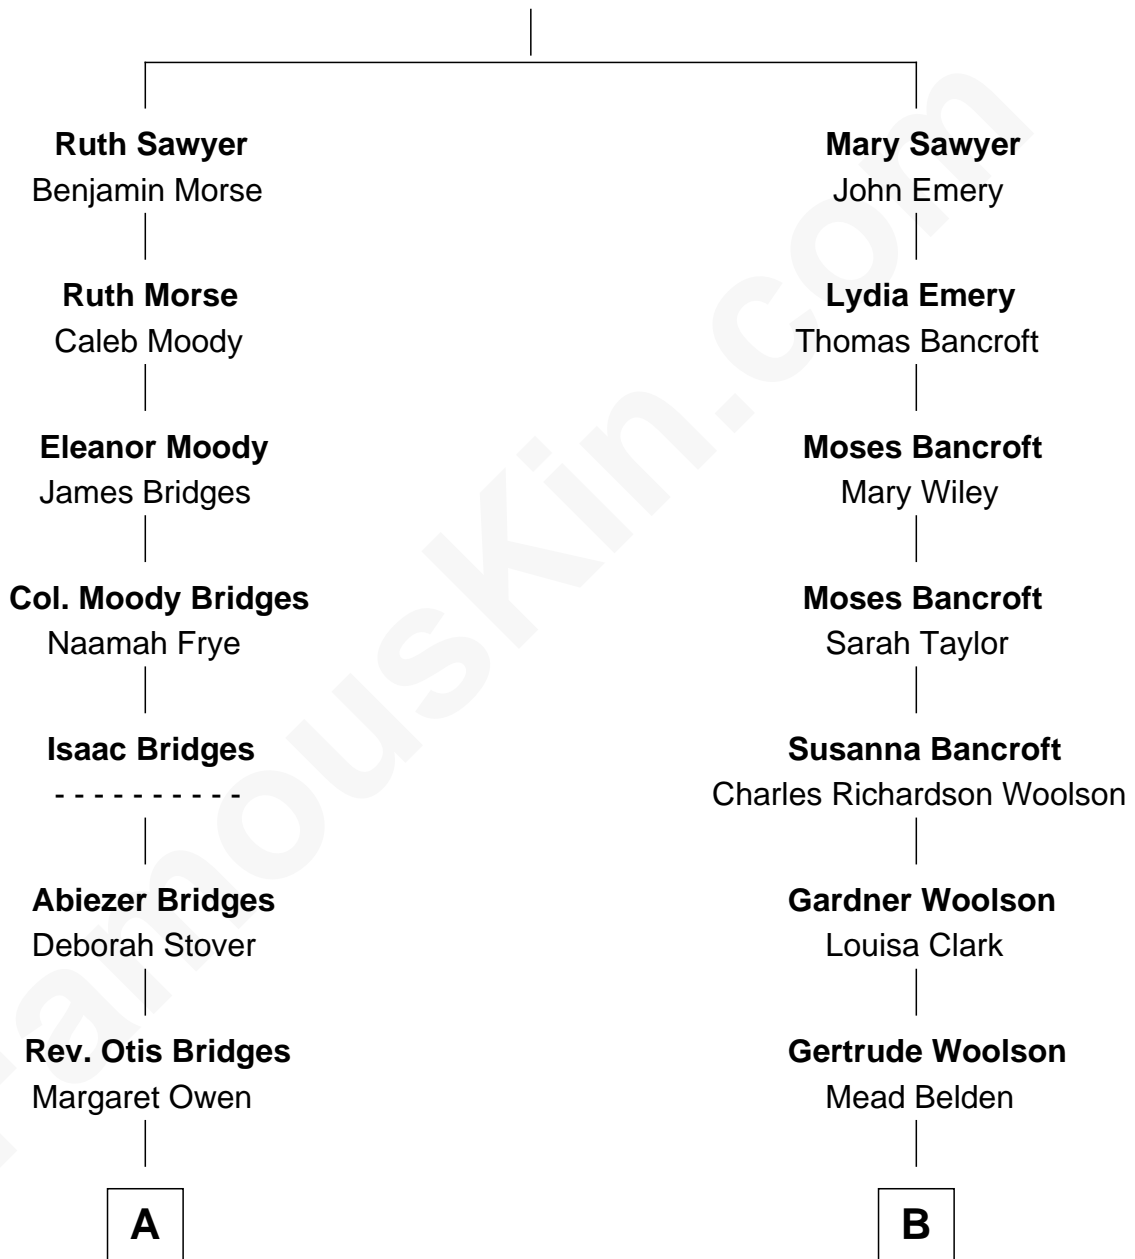 Ruth Sawyer
Benjamin Morse
Ruth Morse
Caleb Moody
Eleanor Moody
James Bridges
Col. Moody Bridges
Naamah Frye
Isaac Bridges
- - - - - - - - - -
Abiezer Bridges
Deborah Stover
Rev. Otis Bridges
Margaret Owen
A
Mary Sawyer
John Emery
Lydia Emery
Thomas Bancroft
Moses Bancroft
Mary Wiley
Moses Bancroft
Sarah Taylor
Susanna Bancroft
Charles Richardson Woolson
Gardner Woolson
Louisa Clark
Gertrude Woolson
Mead Belden
B
FamousKin.com